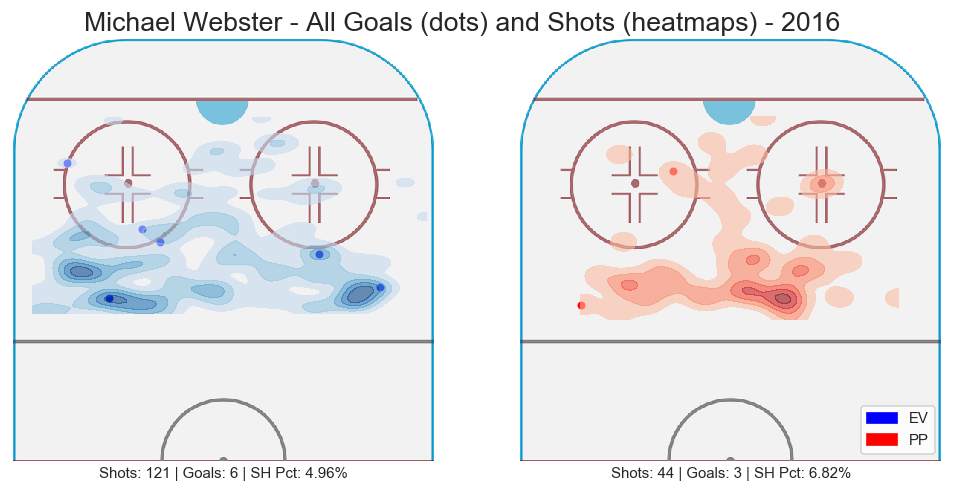 Michael Webster - All Goals (dots) and Shots (heatmaps) - 2016
EV
PP
Shots: 121 | Goals: 6 | SH Pct: 4.96%
Shots: 44 | Goals: 3 | SH Pct: 6.82%